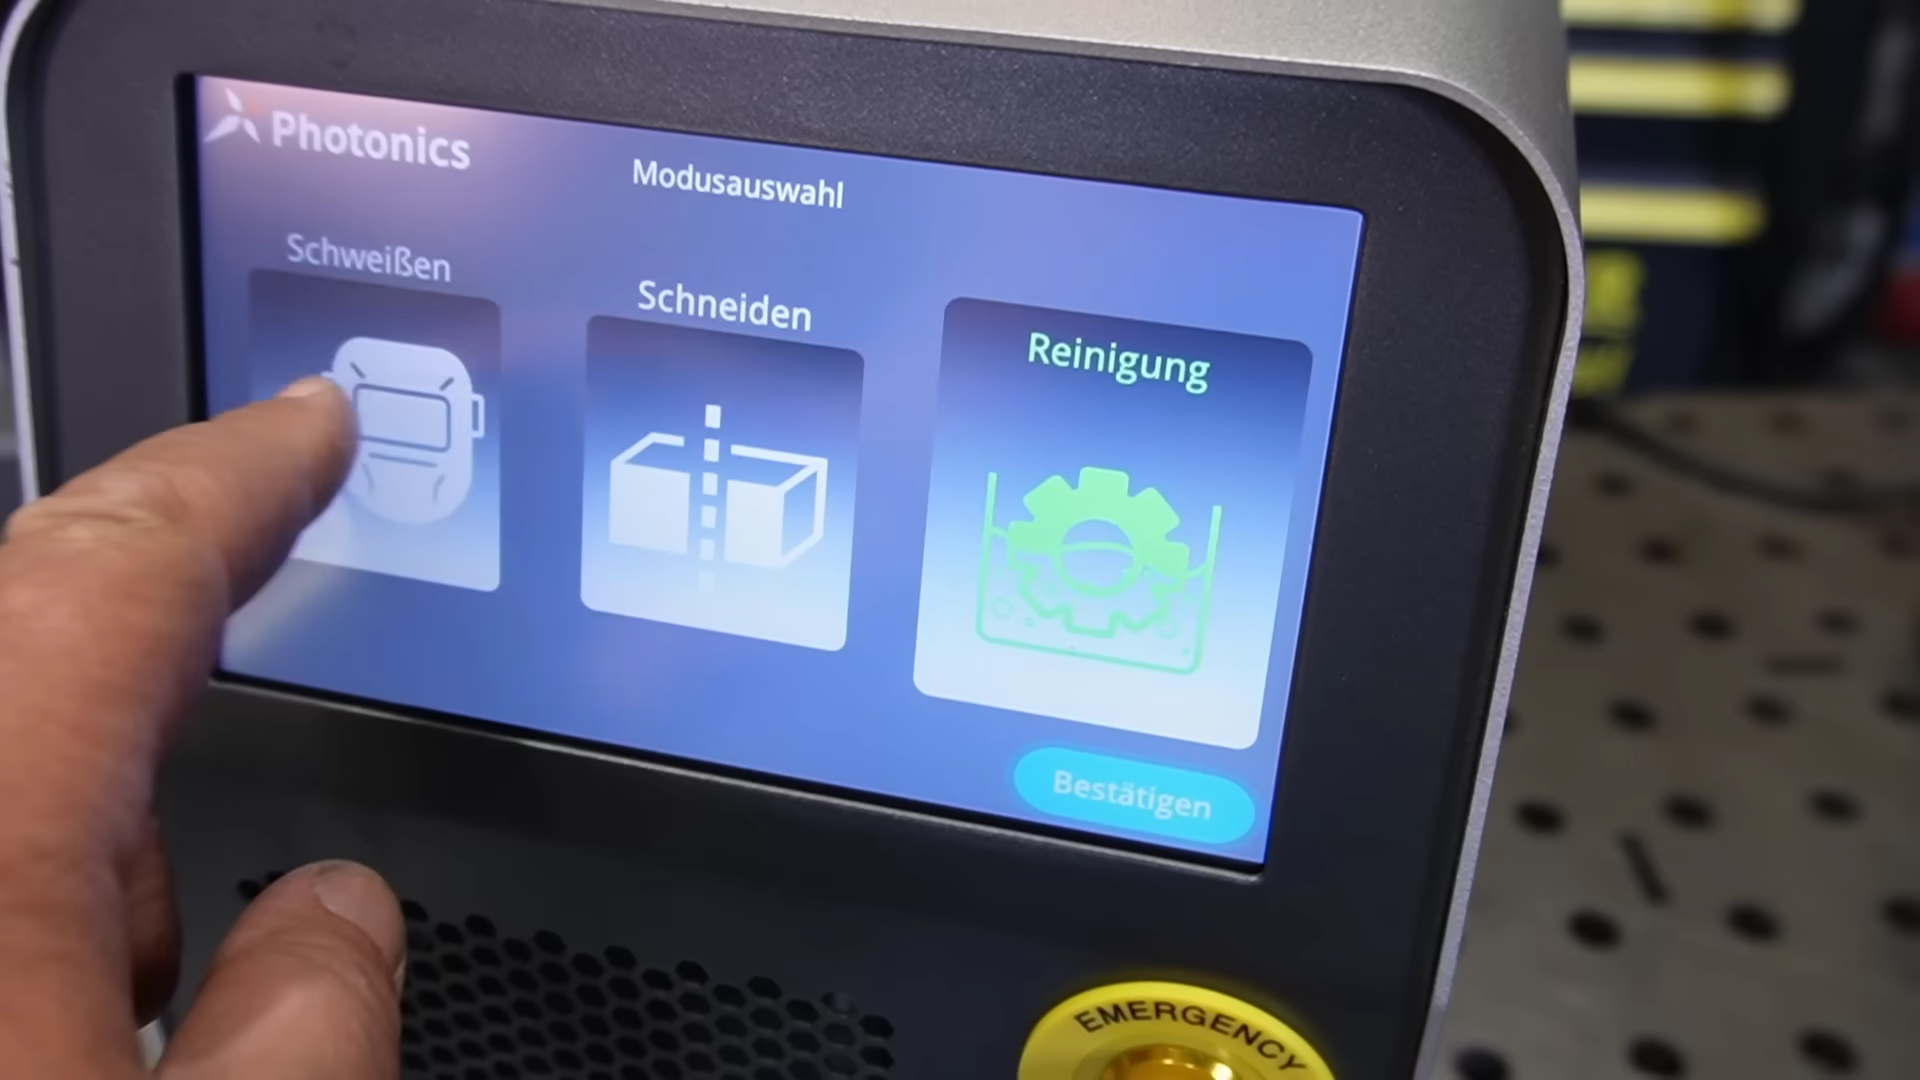 Photonics
Modusauswahl
Schweißen
Schneiden
Reinigung
Bestätigen
EMERGENCY